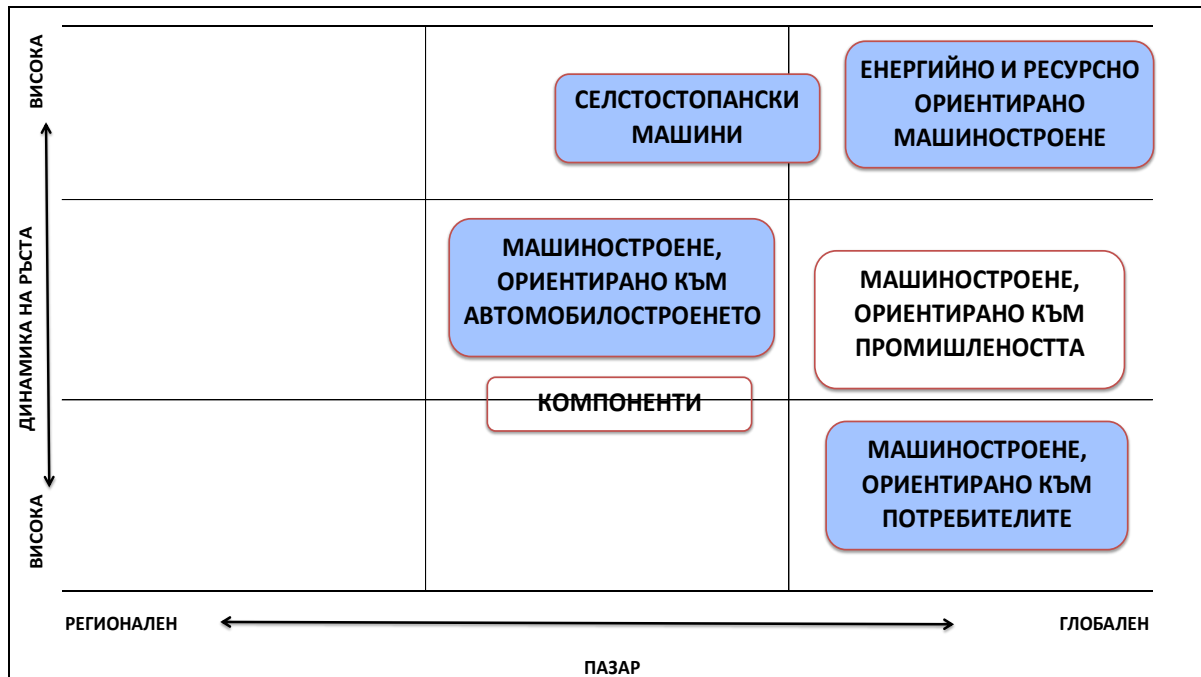 ВИСОКА
ДИНАМИКА НА РЪСТА
ВИСОКА
СЕЛСТОСТОПАНСКИ
МАШИНИ
ЕНЕРГИЙНО И РЕСУРСНО
ОРИЕНТИРАНО
МАШИНОСТРОЕНЕ
МАШИНОСТРОЕНЕ,
ОРИЕНТИРАНО КЪМ
АВТОМОБИЛОСТРОЕНЕТО
МАШИНОСТРОЕНЕ,
ОРИЕНТИРАНО КЪМ
ПРОМИШЛЕНОСТТА
КОМПОНЕНТИ
МАШИНОСТРОЕНЕ,
ОРИЕНТИРАНО КЪМ
ПОТРЕБИТЕЛИТЕ
РЕГИОНАЛЕН
ГЛОБАЛЕН
ПАЗАР